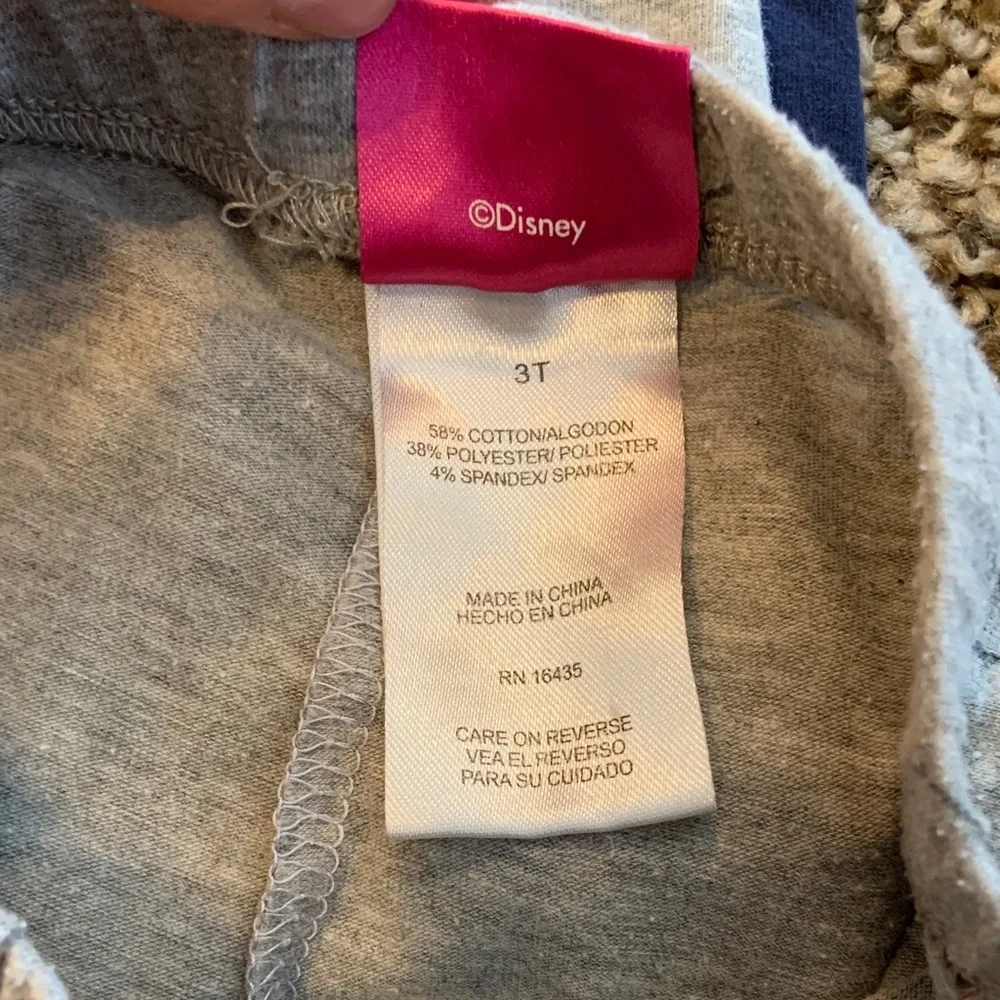 ©Disney
3T
58% COTTON/ALGODON
38% POLYESTER/ POLIESTER
4% SPANDEX/ SPANDEX
MADE IN CHINA
HECHO EN CHINA
RN 16435
CARE ON REVERSE
VEA EL REVERSO
PARA SU CUIDADO